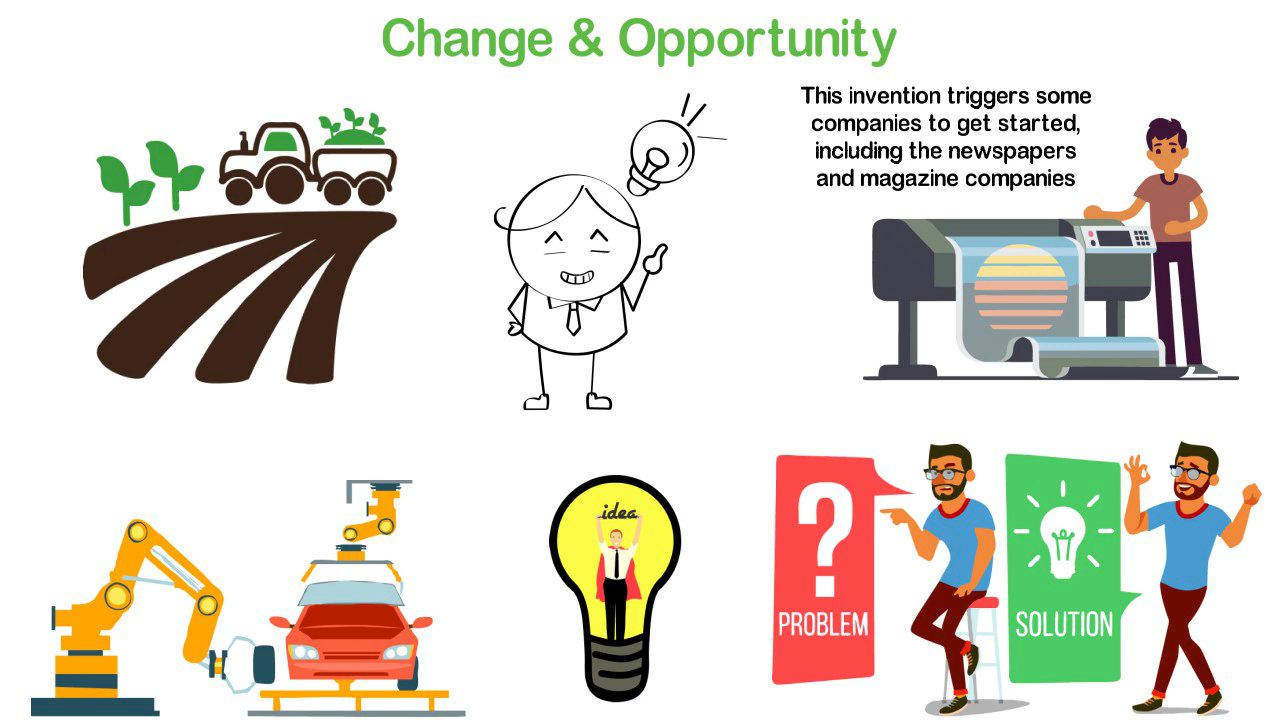 Change & Opportunity
This invention triggers some
companies to get started,
including the newspapers
and magazine companies
idea
?
PROBLEM
SOLUTION